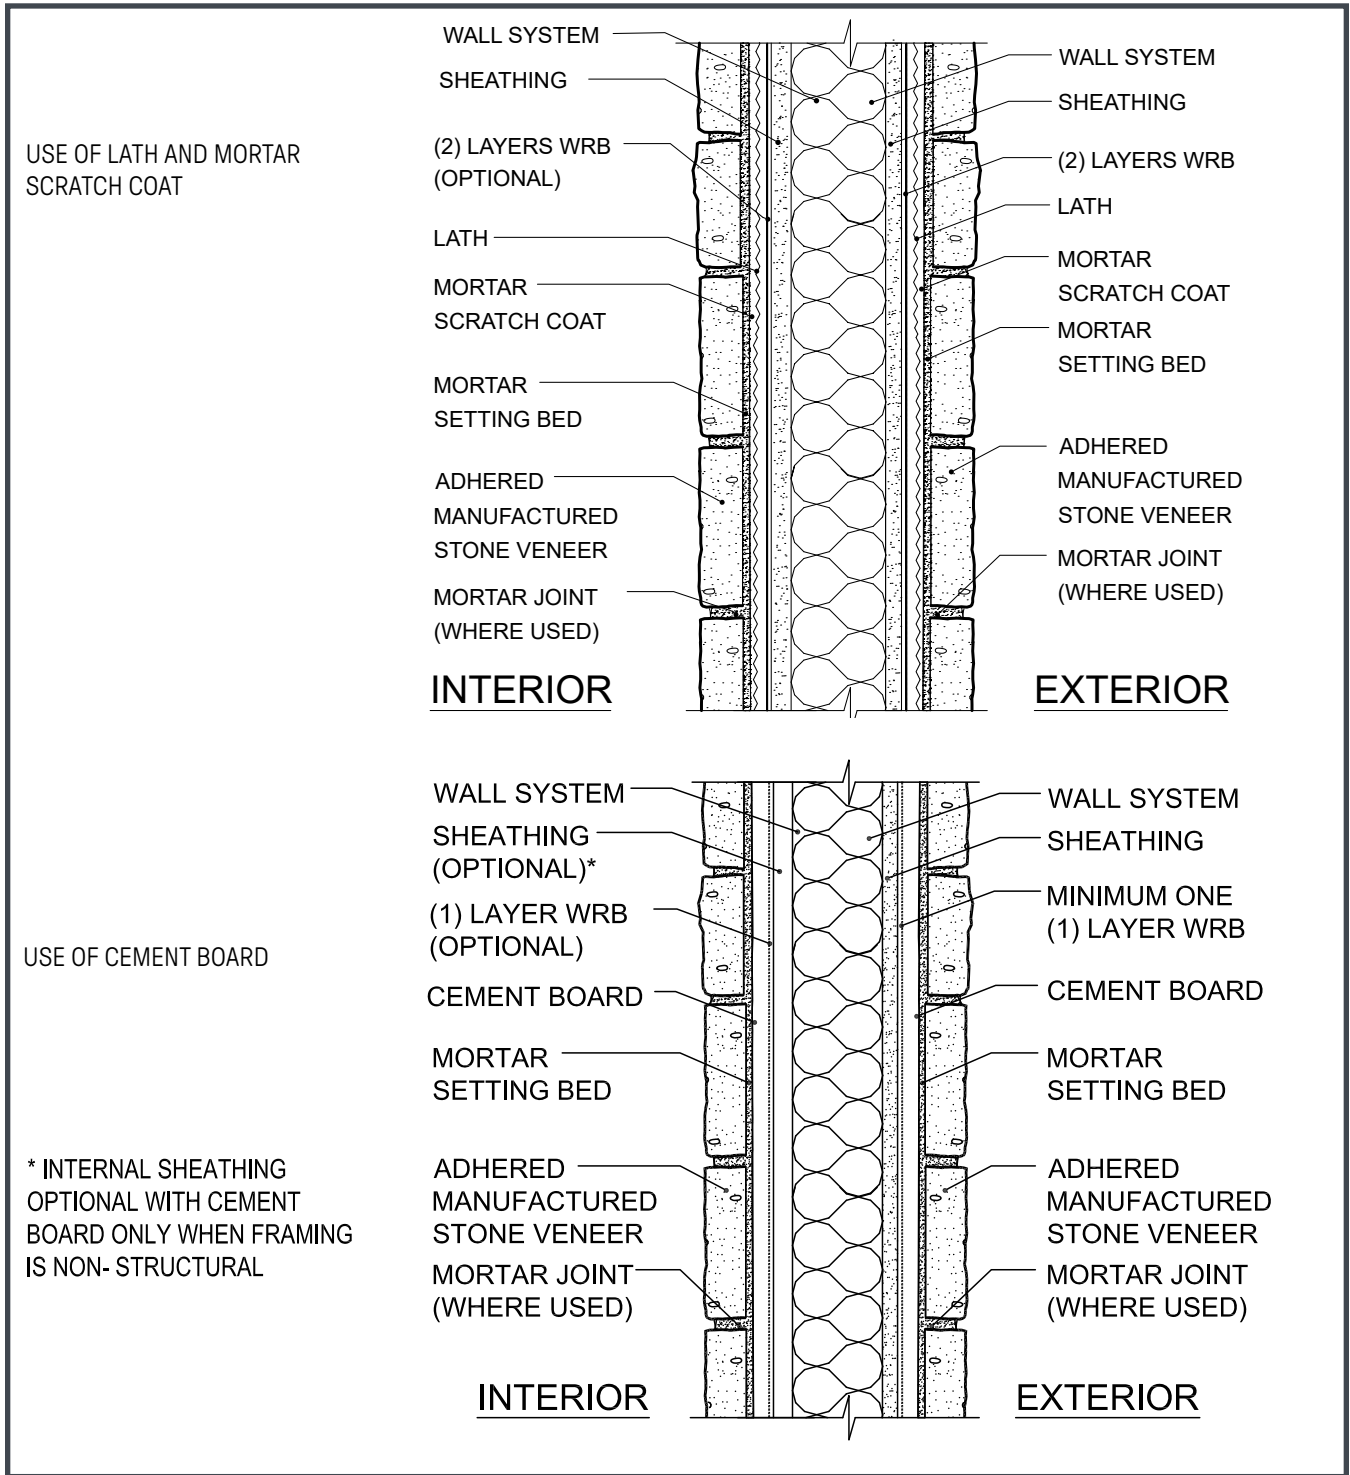 USE OF LATH AND MORTAR
SCRATCH COAT
WALL SYSTEM
SHEATHING
(2) LAYERS WRB
(OPTIONAL)
LATH
MORTAR
SCRATCH COAT
MORTAR
SETTING BED
ADHERED
MANUFACTURED
STONE VENEER
MORTAR JOINT
(WHERE USED)
INTERIOR
WALL SYSTEM
SHEATHING
(2) LAYERS WRB
LATH
MORTAR
SCRATCH COAT
MORTAR
SETTING BED
ADHERED
MANUFACTURED
STONE VENEER
MORTAR JOINT
(WHERE USED)
EXTERIOR
USE OF CEMENT BOARD
* INTERNAL SHEATHING
OPTIONAL WITH CEMENT
BOARD ONLY WHEN FRAMING
IS NON- STRUCTURAL
WALL SYSTEM
SHEATHING
(OPTIONAL)*
(1) LAYER WRB
(OPTIONAL)
CEMENT BOARD
MORTAR
SETTING BED
ADHERED
MANUFACTURED
STONE VENEER
MORTAR JOINT
(WHERE USED)
INTERIOR
WALL SYSTEM
SHEATHING
MINIMUM ONE
(1) LAYER WRB
CEMENT BOARD
MORTAR
SETTING BED
ADHERED
MANUFACTURED
STONE VENEER
MORTAR JOINT
(WHERE USED)
EXTERIOR